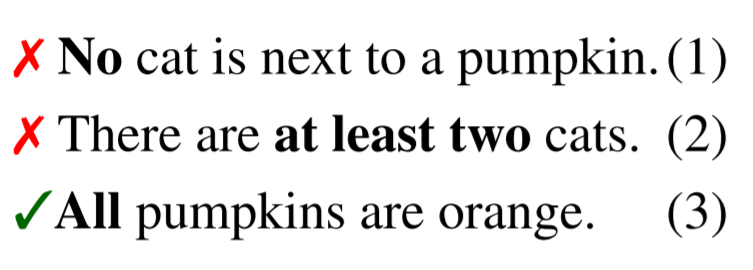 ✗ No cat is next to a pumpkin. (1)
✗ There are at least two cats. (2)
✓ All pumpkins are orange. (3)